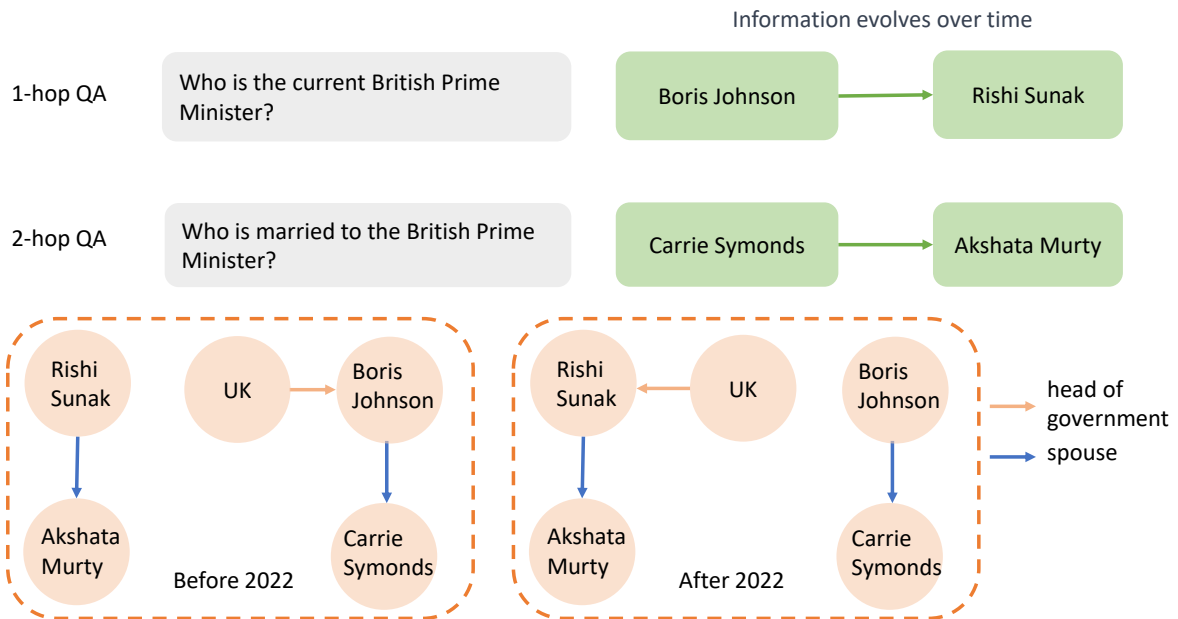 Information evolves over time
1-hop QA
Who is the current British Prime
Minister?
Boris Johnson
Rishi Sunak
2-hop QA
Who is married to the British Prime
Minister?
Carrie Symonds
Akshata Murty
Rishi
Sunak
UK
Boris
Johnson
Akshata
Murty
Carrie
Symonds
Before 2022
Rishi
Sunak
UK
Boris
Johnson
Akshata
Murty
Carrie
Symonds
After 2022
head of
government
spouse